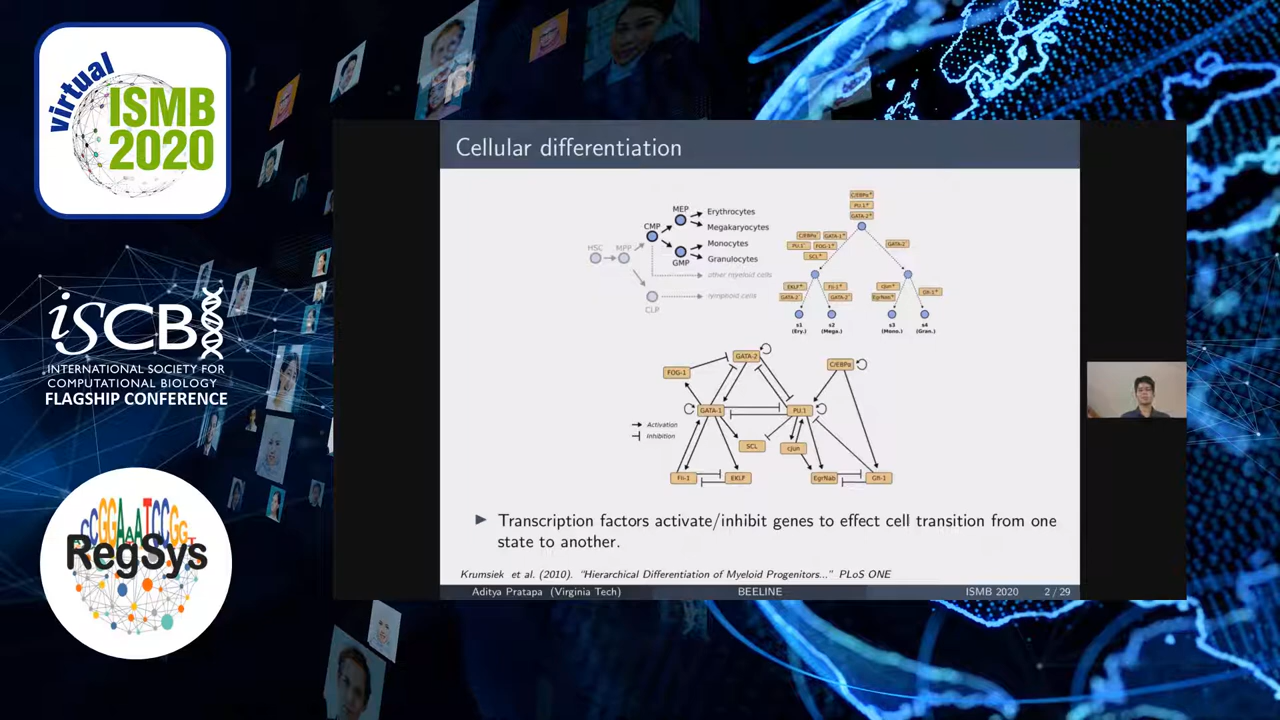 virtual
ISMB
2020
iSCB
INTERNATIONAL SOCIETY FOR
COMPUTATIONAL BIOLOGY
FLAGSHIP CONFERENCE
RegSys
Cellular differentiation
HSC
MPP
CMP
MEP
GMP
CLP
Erythrocytes
Megakaryocytes
Monocytes
Granulocytes
other myeloid cells
lymphoid cells
C/EBPα+
PU.1+
GATA-2+
C/EBPα-
GATA-1+
PU.1-
FOG-1+
SCL+
GATA-2-
EKLF+
GATA-2-
Fli-1+
GATA-2-
cJun+
EgrNab+
Gfi-1+
s1
(Ery.)
s2
(Mega.)
s3
(Mono.)
s4
(Gran.)
GATA-2
FOG-1
C/EBPα
GATA-1
PU.1
Activation
Inhibition
SCL
cJun
Fli-1
EKLF
EgrNab
Gfi-1
▶ Transcription factors activate/inhibit genes to effect cell transition from one
state to another.
Krumsiek et al. (2010). "Hierarchical Differentiation of Myeloid Progenitors..." PLoS ONE
Aditya Pratapa (Virginia Tech) BEELINE ISMB 2020 2 / 29